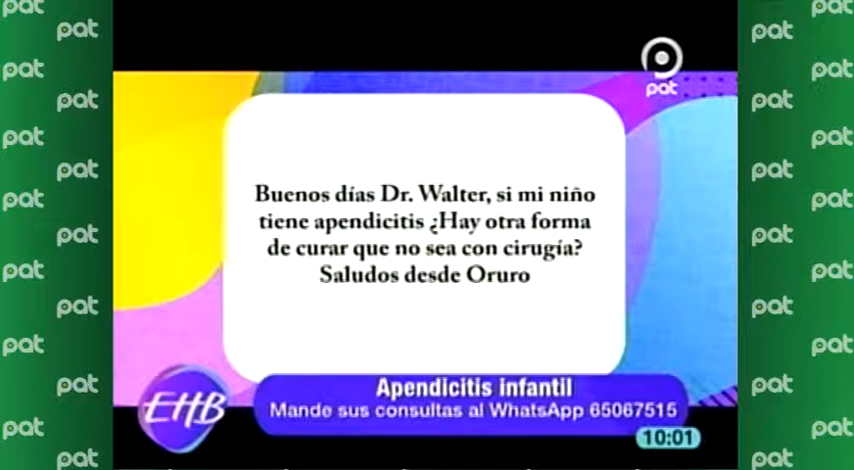 pat
Buenos días Dr. Walter, si mi niño
tiene apendicitis ¿Hay otra forma
de curar que no sea con cirugía?
Saludos desde Oruro
EHB
Apendicitis infantil
Mande sus consultas al WhatsApp 65067515
10:01